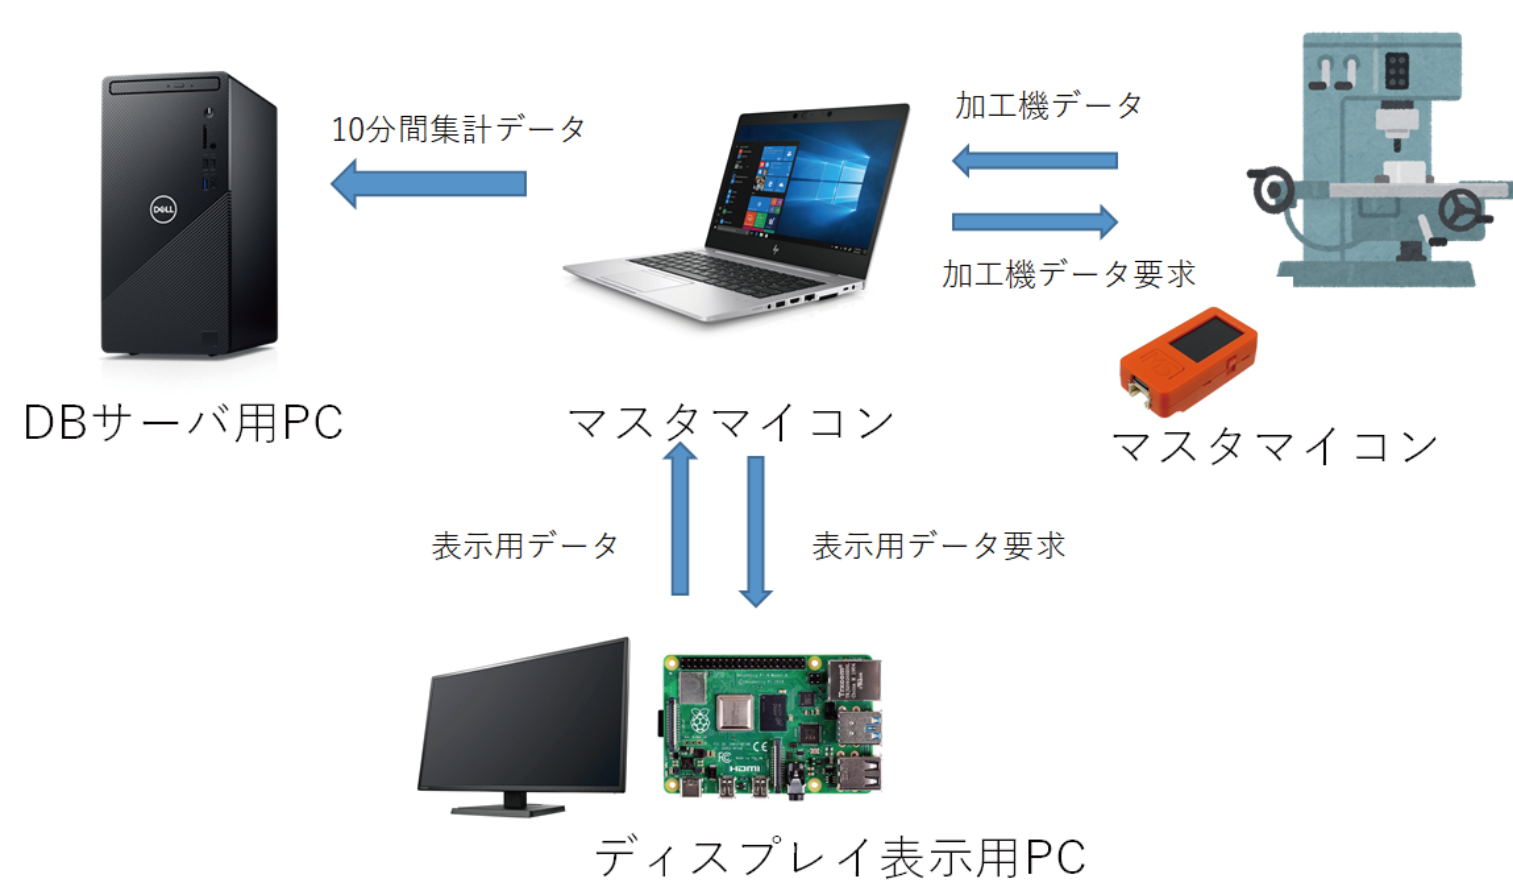 加工機データ
10分間集計データ
DELL
加工機データ要求
DBサーバ用PC
マスタマイコン
マスタマイコン
表示用データ
表示用データ要求
HDMI
ディスプレイ表示用PC